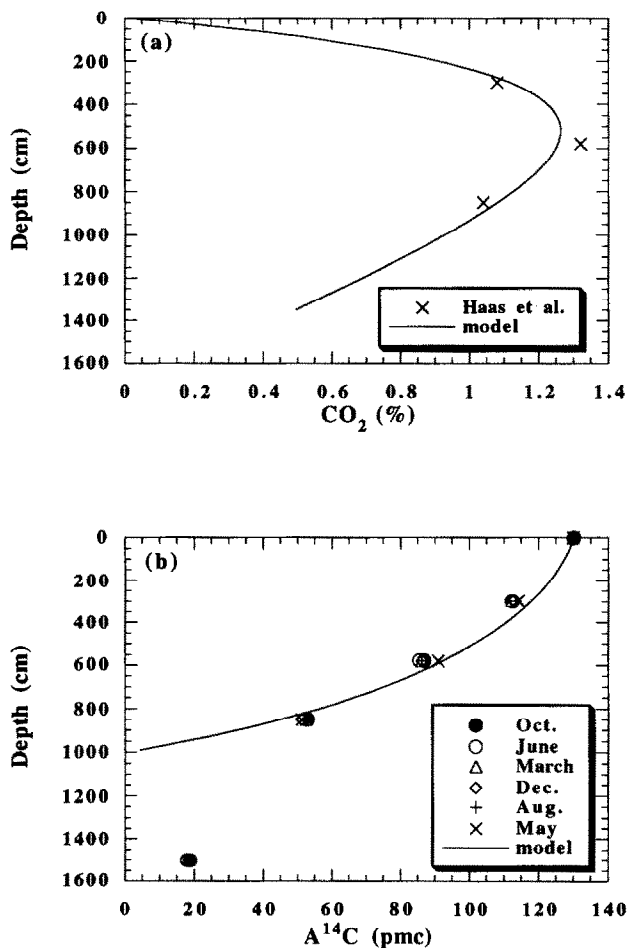 (a)
Depth (cm)
0
200
400
600
800
1000
1200
1400
1600
× Haas et al.
model
0 0.2 0.4 0.6 0.8 1 1.2 1.4
CO₂ (%)
(b)
Depth (cm)
0
200
400
600
800
1000
1200
1400
1600
Oct.
June
March
Dec.
Aug.
May
model
0 20 40 60 80 100 120 140
A¹⁴C (pmc)